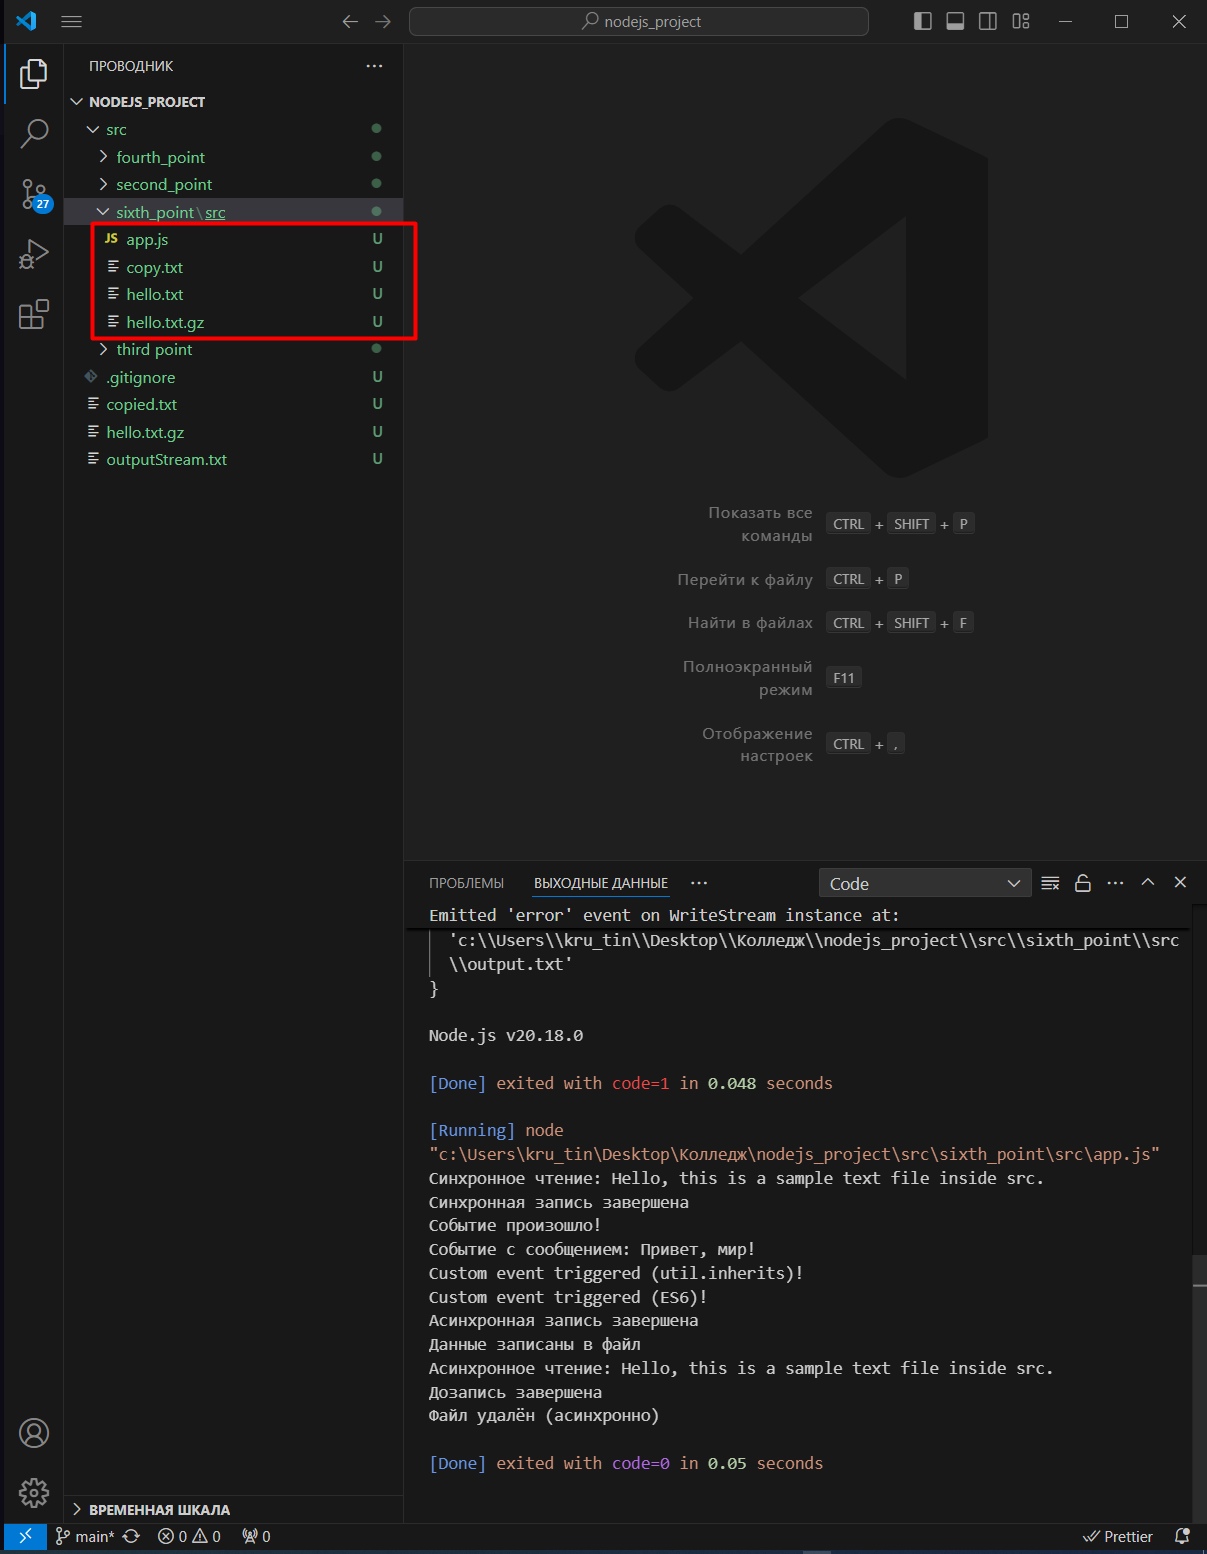 nodejs_project
ПРОВОДНИК
NODEJS_PROJECT
src
fourth_point
second_point
27
sixth_point\src
JS app.js U
copy.txt U
hello.txt U
hello.txt.gz U
third point
.gitignore U
copied.txt U
hello.txt.gz U
outputStream.txt U
Показать все
команды
CTRL + SHIFT + P
Перейти к файлу CTRL + P
Найти в файлах CTRL + SHIFT + F
Полноэкранный
режим
F11
Отображение
настроек
CTRL + ,
ПРОБЛЕМЫ ВЫХОДНЫЕ ДАННЫЕ Code
Emitted 'error' event on WriteStream instance at:
'c:\\Users\\kru_tin\\Desktop\\Колледж\\nodejs_project\\src\\sixth_point\\src
\\output.txt'
}
Node.js v20.18.0
[Done] exited with code=1 in 0.048 seconds
[Running] node
"c:\Users\kru_tin\Desktop\Колледж\nodejs_project\src\sixth_point\src\app.js"
Синхронное чтение: Hello, this is a sample text file inside src.
Синхронная запись завершена
Событие произошло!
Событие с сообщением: Привет, мир!
Custom event triggered (util.inherits)!
Custom event triggered (ES6)!
Асинхронная запись завершена
Данные записаны в файл
Асинхронное чтение: Hello, this is a sample text file inside src.
Дозапись завершена
Файл удалён (асинхронно)
[Done] exited with code=0 in 0.05 seconds
ВРЕМЕННАЯ ШКАЛА
main* 0 0 0 Prettier